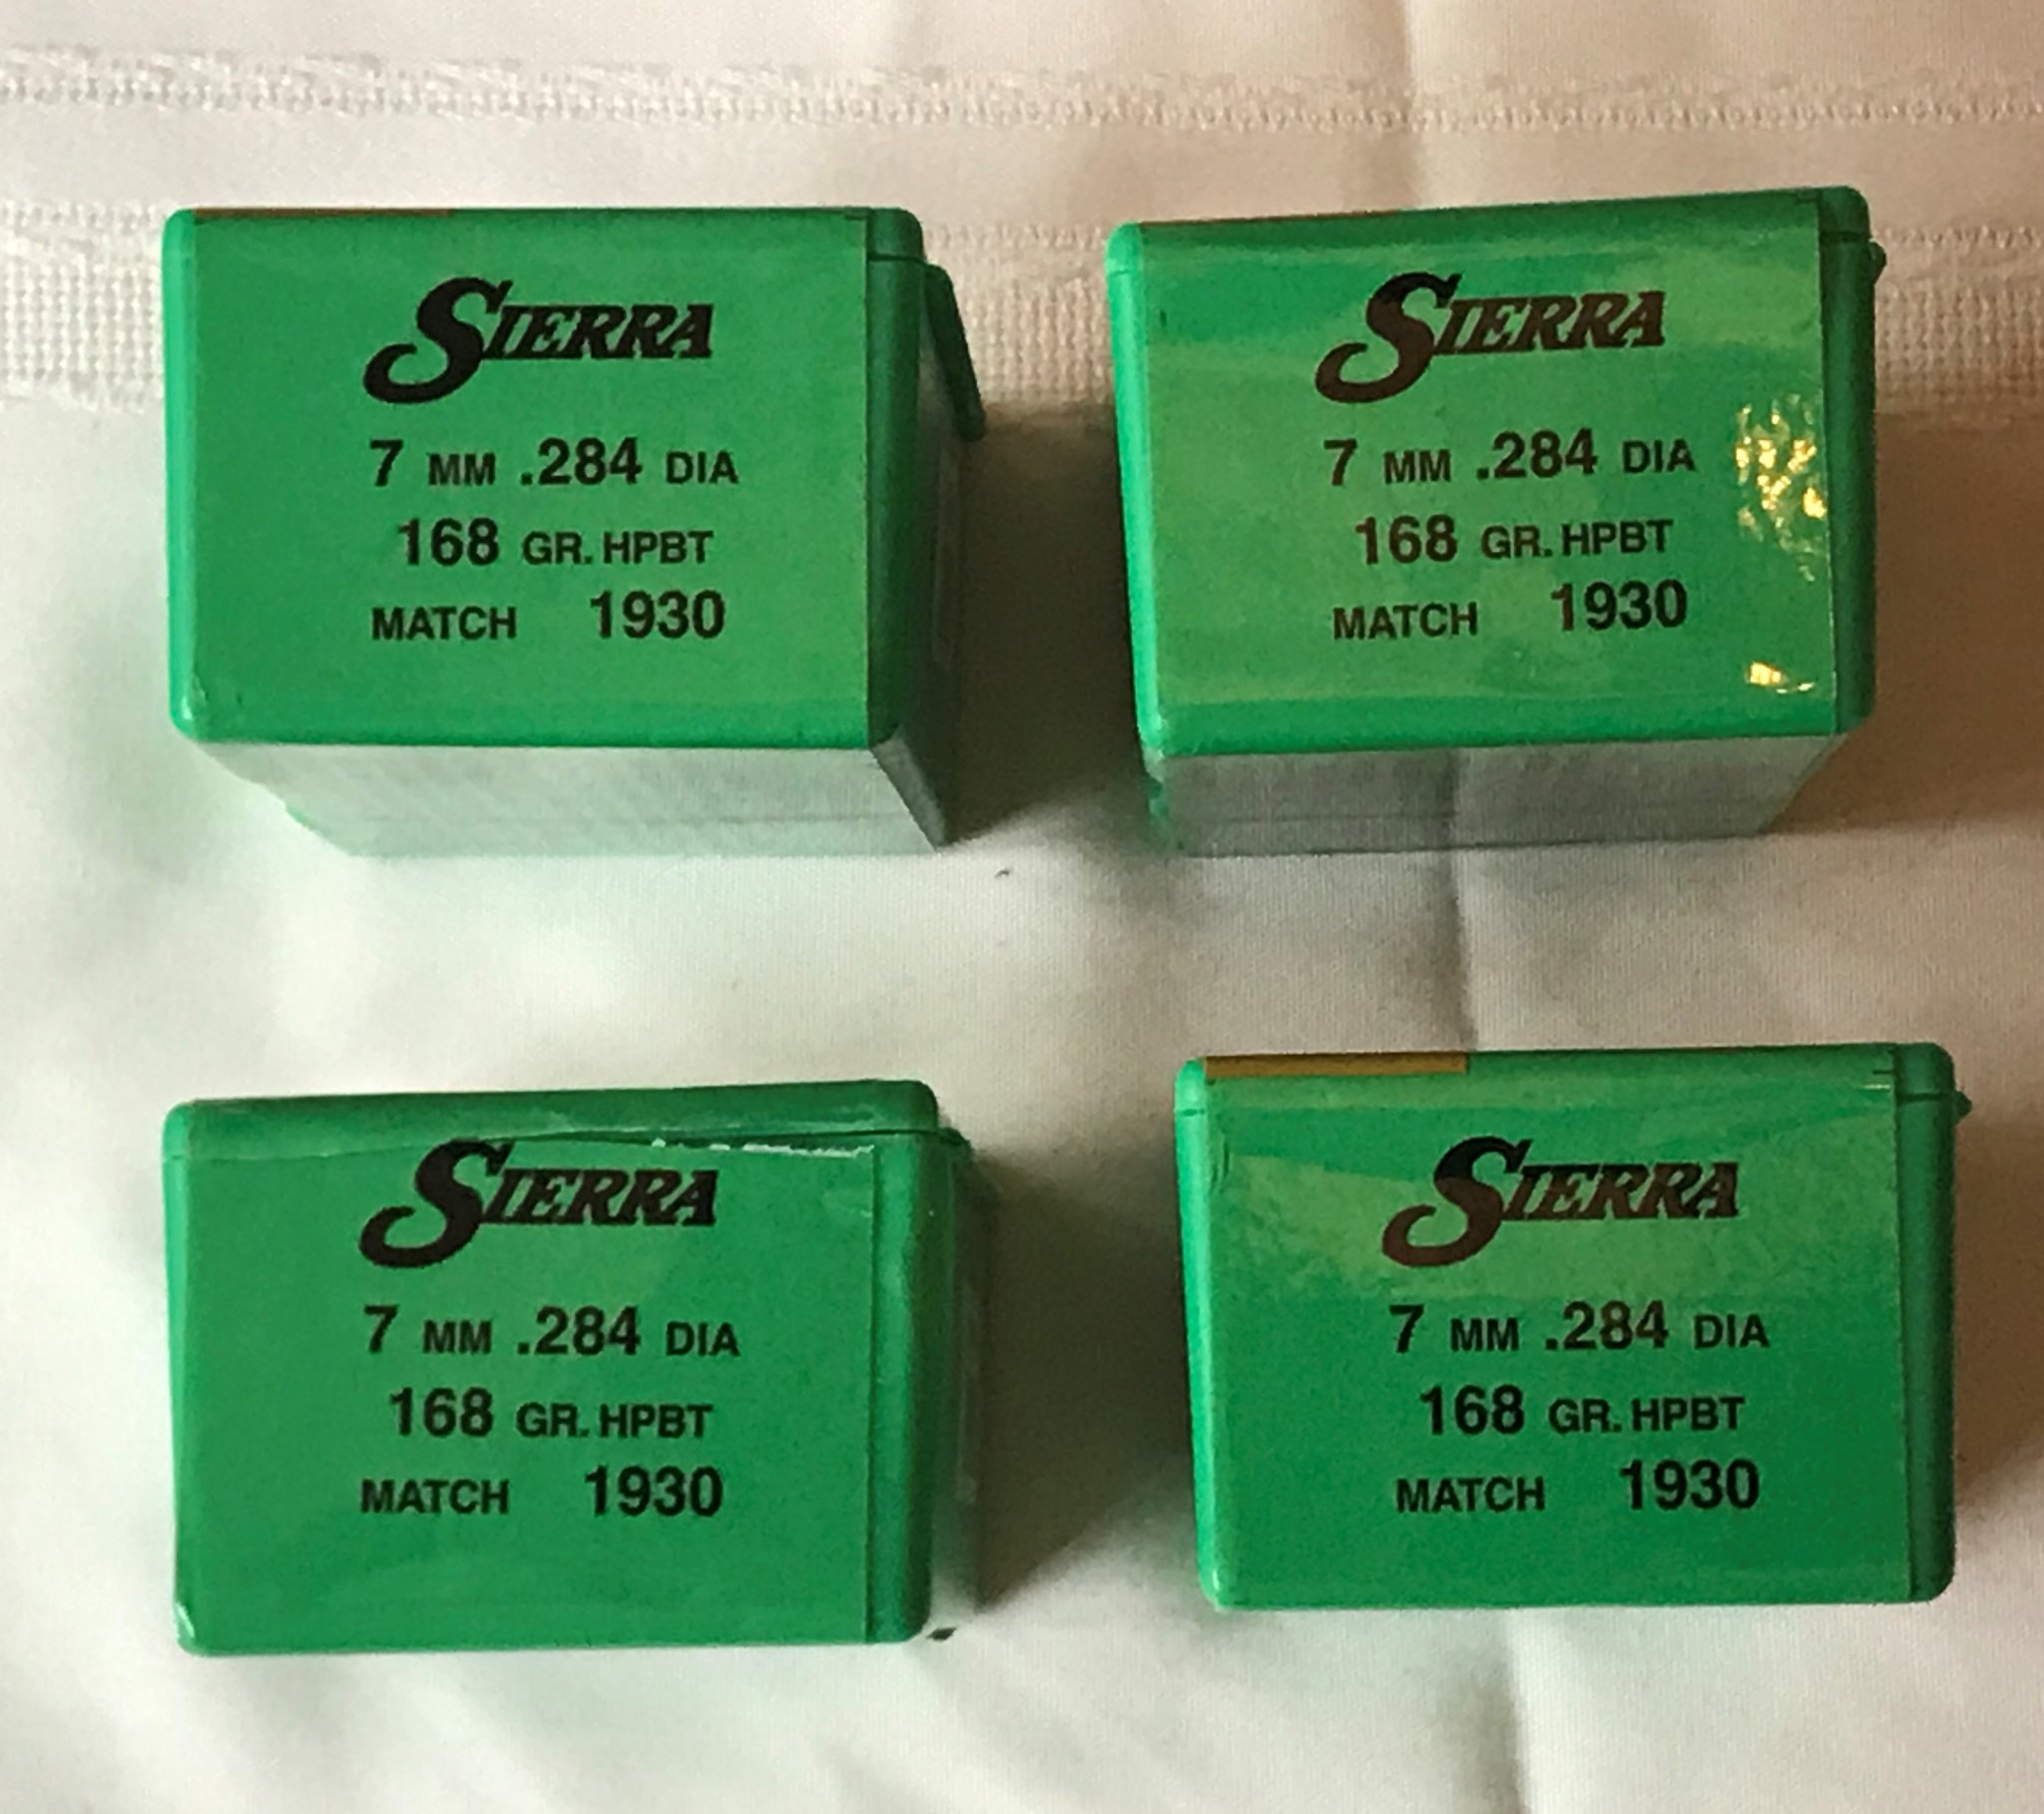 SIERRA
7 MM .284 DIA
168 GR. HPBT
MATCH 1930
SIERRA
7 MM .284 DIA
168 GR. HPBT
MATCH 1930
SIERRA
7 MM .284 DIA
168 GR. HPBT
MATCH 1930
SIERRA
7 MM .284 DIA
168 GR. HPBT
MATCH 1930